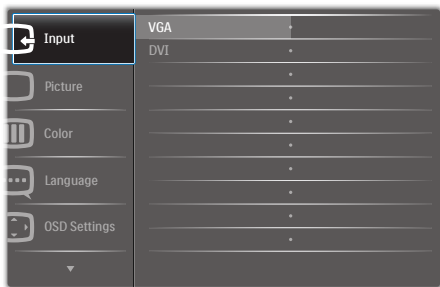 Input
VGA
DVI
Picture
Color
Language
OSD Settings